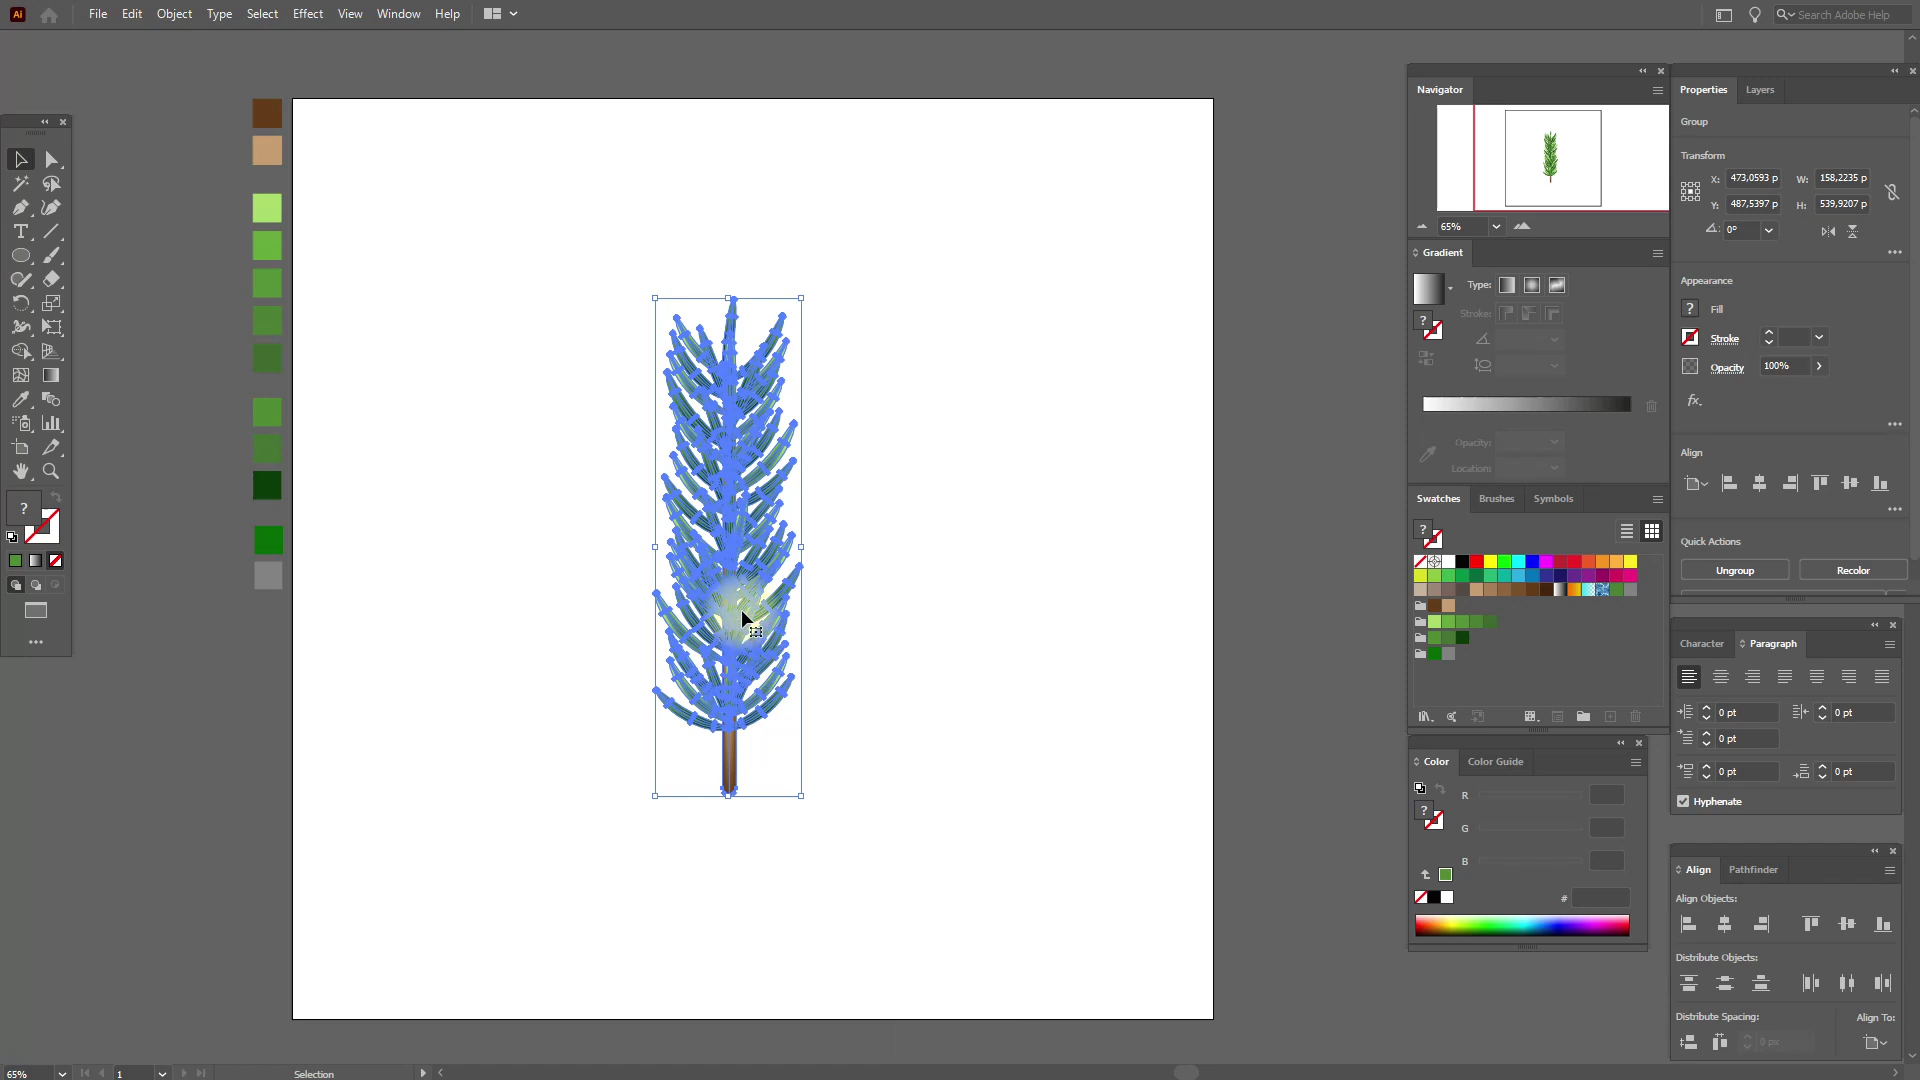 Ai
File Edit Object Type Select Effect View Window Help
Search Adobe Help
Navigator
65%
Gradient
Type:
Stroke:
Opacity:
Location:
Swatches Brushes Symbols
Color Color Guide
R
G
B
#
Properties Layers
Group
Transform
X: 473,0593 p W: 158,2235 p
Y: 487,5397 p H: 539,9207 p
0°
Appearance
? Fill
Stroke
Opacity 100%
fx.
Align
Quick Actions
Ungroup Recolor
Character Paragraph
0 pt 0 pt
0 pt
0 pt 0 pt
Hyphenate
Align Pathfinder
Align Objects:
Distribute Objects:
Distribute Spacing: Align To:
0 px
T
?
65% 1 Selection